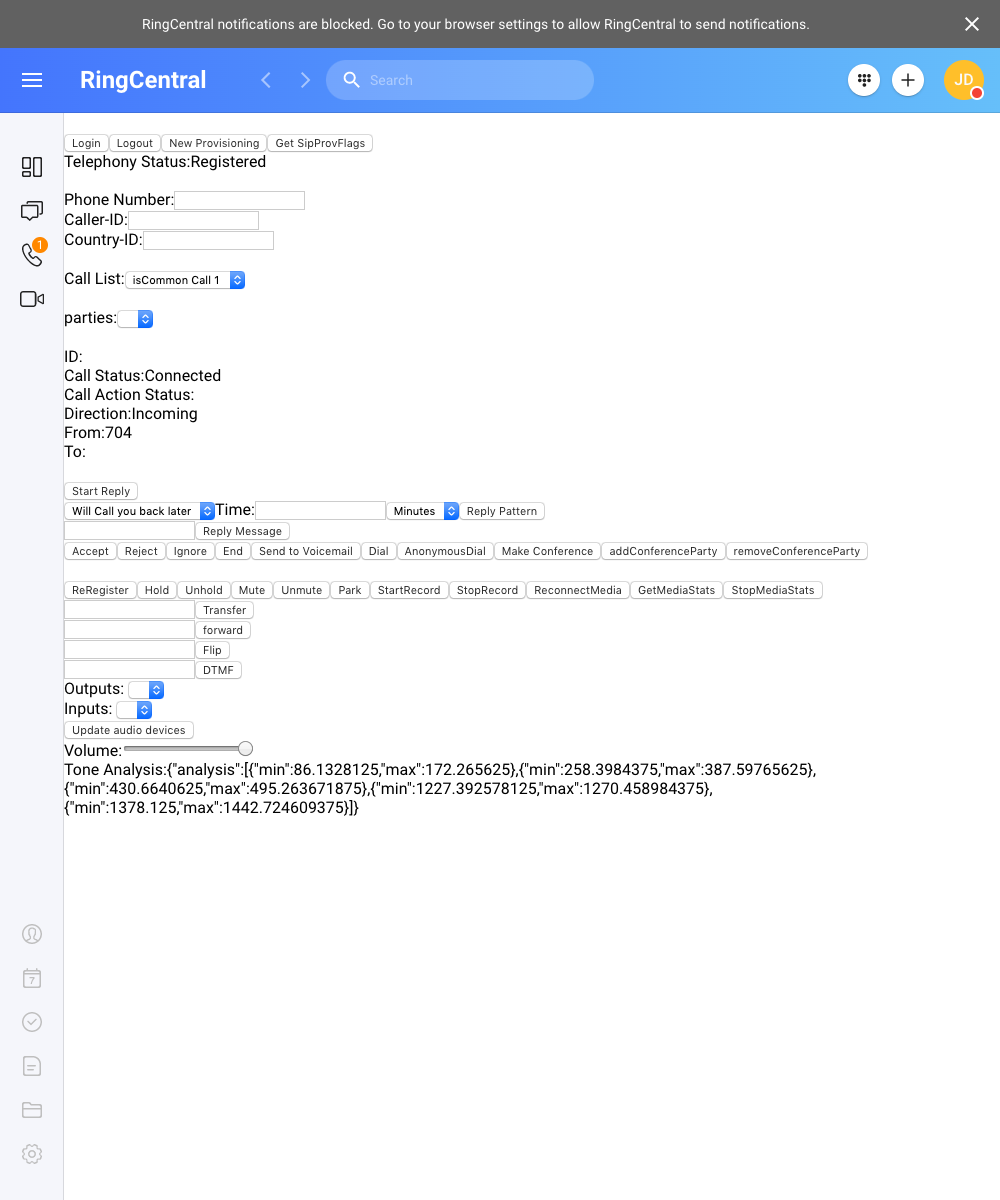 RingCentral notifications are blocked. Go to your browser settings to allow RingCentral to send notifications.
RingCentral Search JD
Login Logout New Provisioning Get SipProvFlags
Telephony Status:Registered
Phone Number:
Caller-ID:
Country-ID:
1
Call List: isCommon Call 1
parties:
ID:
Call Status:Connected
Call Action Status:
Direction:Incoming
From:704
To:
Start Reply
Will Call you back later Time: Minutes Reply Pattern
Reply Message
Accept Reject Ignore End Send to Voicemail Dial AnonymousDial Make Conference addConferenceParty removeConferenceParty
ReRegister Hold Unhold Mute Unmute Park StartRecord StopRecord ReconnectMedia GetMediaStats StopMediaStats
Transfer
forward
Flip
DTMF
Outputs:
Inputs:
Update audio devices
Volume:
Tone Analysis:{"analysis":[{"min":86.1328125,"max":172.265625},{"min":258.3984375,"max":387.59765625},
{"min":430.6640625,"max":495.263671875},{"min":1227.392578125,"max":1270.458984375},
{"min":1378.125,"max":1442.724609375}]}
7